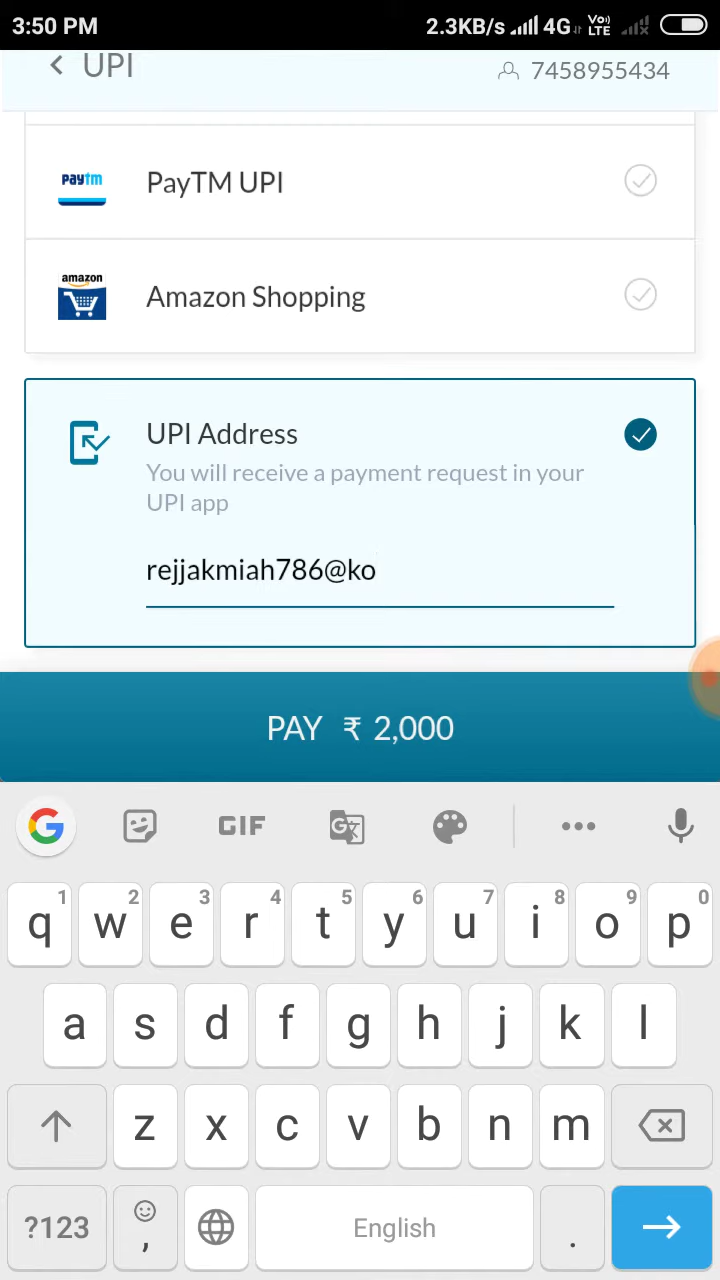 3:50 PM
2.3KB/s 4G Vo) LTE
UPI
7458955434
paytm
PayTM UPI
amazon
Amazon Shopping
UPI Address
You will receive a payment request in your
UPI app
rejjakmiah786@ko
PAY ₹ 2,000
G GIF G
1 2 3 4 5 6 7 8 9 0
q w e r t y u i o p
a s d f g h j k l
z x c v b n m
?123 , English .